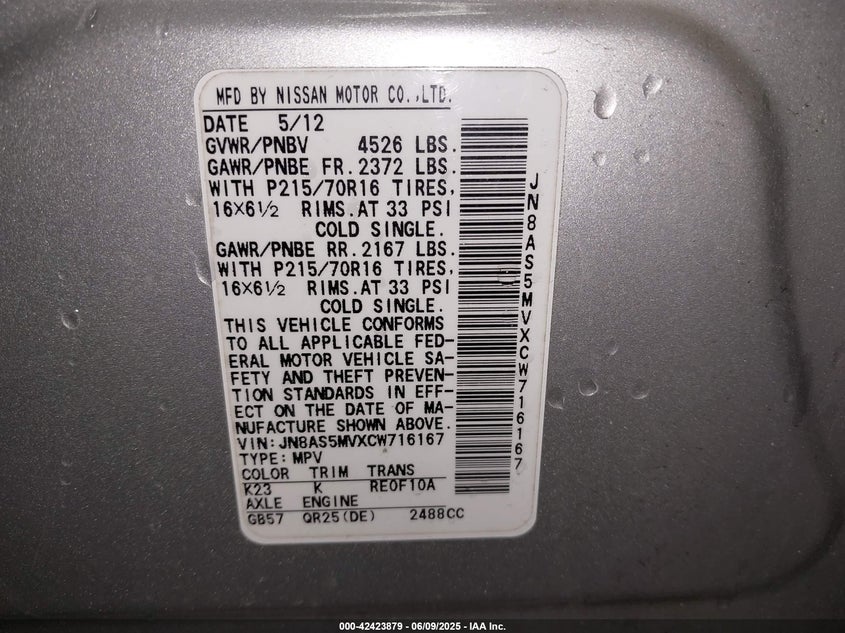 MFD BY NISSAN MOTOR CO.,LTD.
DATE 5/12
GVWR/PNBV 4526 LBS.
GAWR/PNBE FR.2372 LBS.
WITH P215/70R16 TIRES,
16×6½ RIMS.AT 33 PSI
COLD SINGLE.
GAWR/PNBE RR.2167 LBS.
WITH P215/70R16 TIRES,
16×6½ RIMS.AT 33 PSI
COLD SINGLE.
THIS VEHICLE CONFORMS
TO ALL APPLICABLE FED-
ERAL MOTOR VEHICLE SA-
FETY AND THEFT PREVEN-
TION STANDARDS IN EFF-
ECT ON THE DATE OF MA-
NUFACTURE SHOWN ABOVE.
VIN:JN8AS5MVXCW716167
TYPE:MPV
COLOR TRIM TRANS
K23 K RE0F10A
AXLE ENGINE
GB57 QR25(DE) 2488CC
JN8AS5MVXCW716167
000-42423879 - 06/09/2025 - IAA Inc.